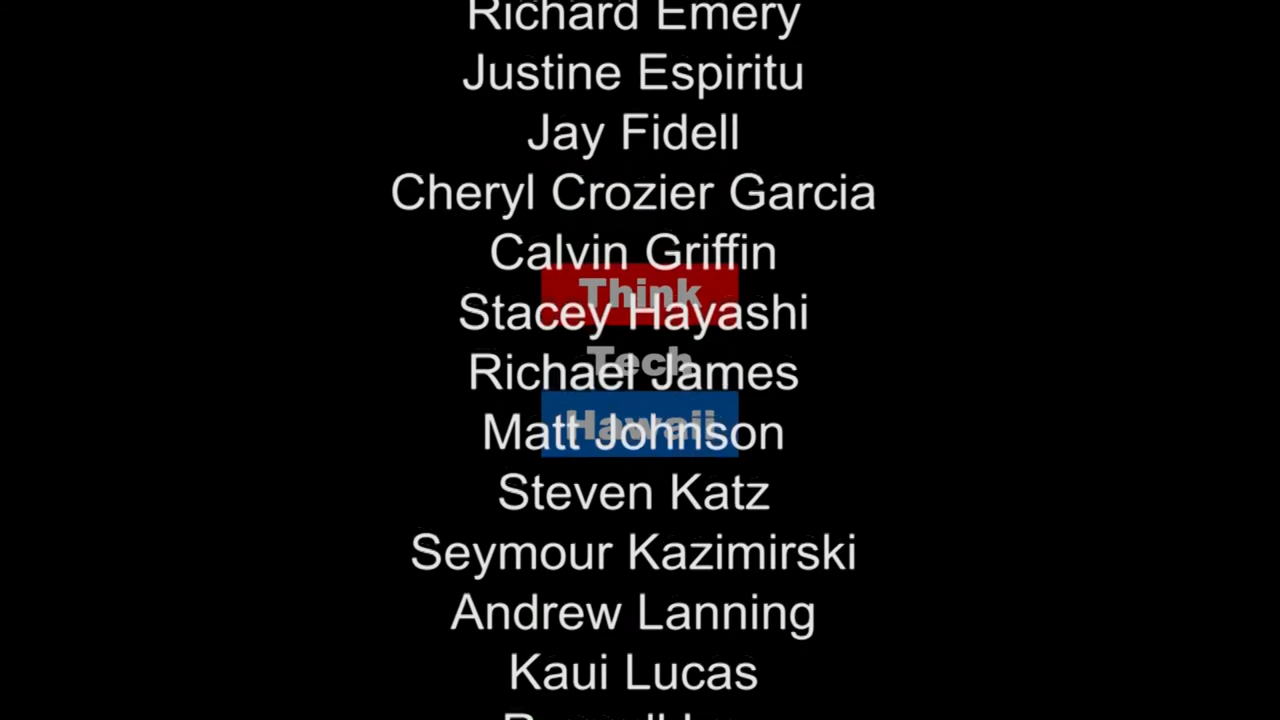 Richard Emery
Justine Espiritu
Jay Fidell
Cheryl Crozier Garcia
Calvin Griffin
Think
Stacey Hayashi
Tech
Richael James
Hawaii
Matt Johnson
Steven Katz
Seymour Kazimirski
Andrew Lanning
Kaui Lucas